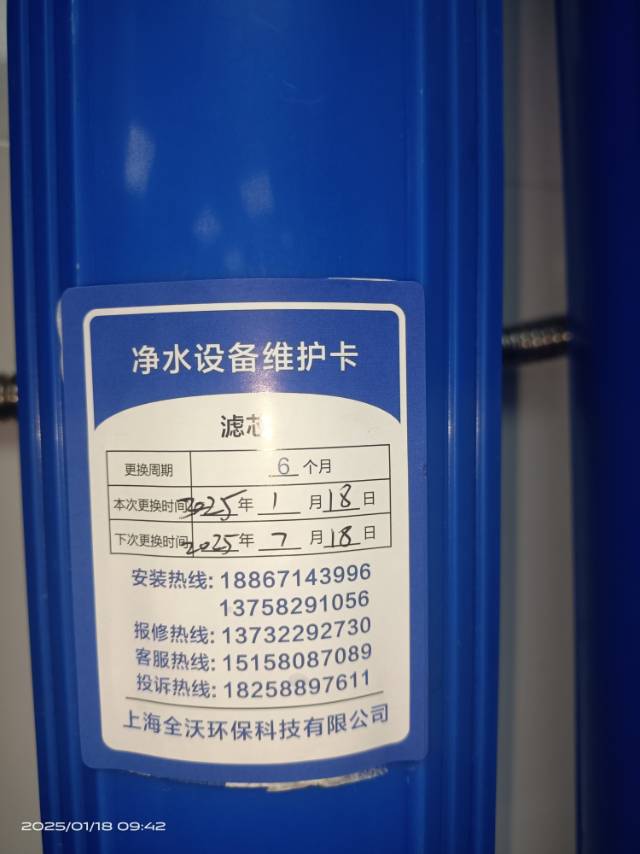 净水设备维护卡
滤芯
更换周期 6 个月
本次更换时间 2025 年 1 月 18 日
下次更换时间 2025 年 7 月 18 日
安装热线: 18867143996
13758291056
报修热线: 13732292730
客服热线: 15158087089
投诉热线: 18258897611
上海全沃环保科技有限公司
2025/01/18 09:42